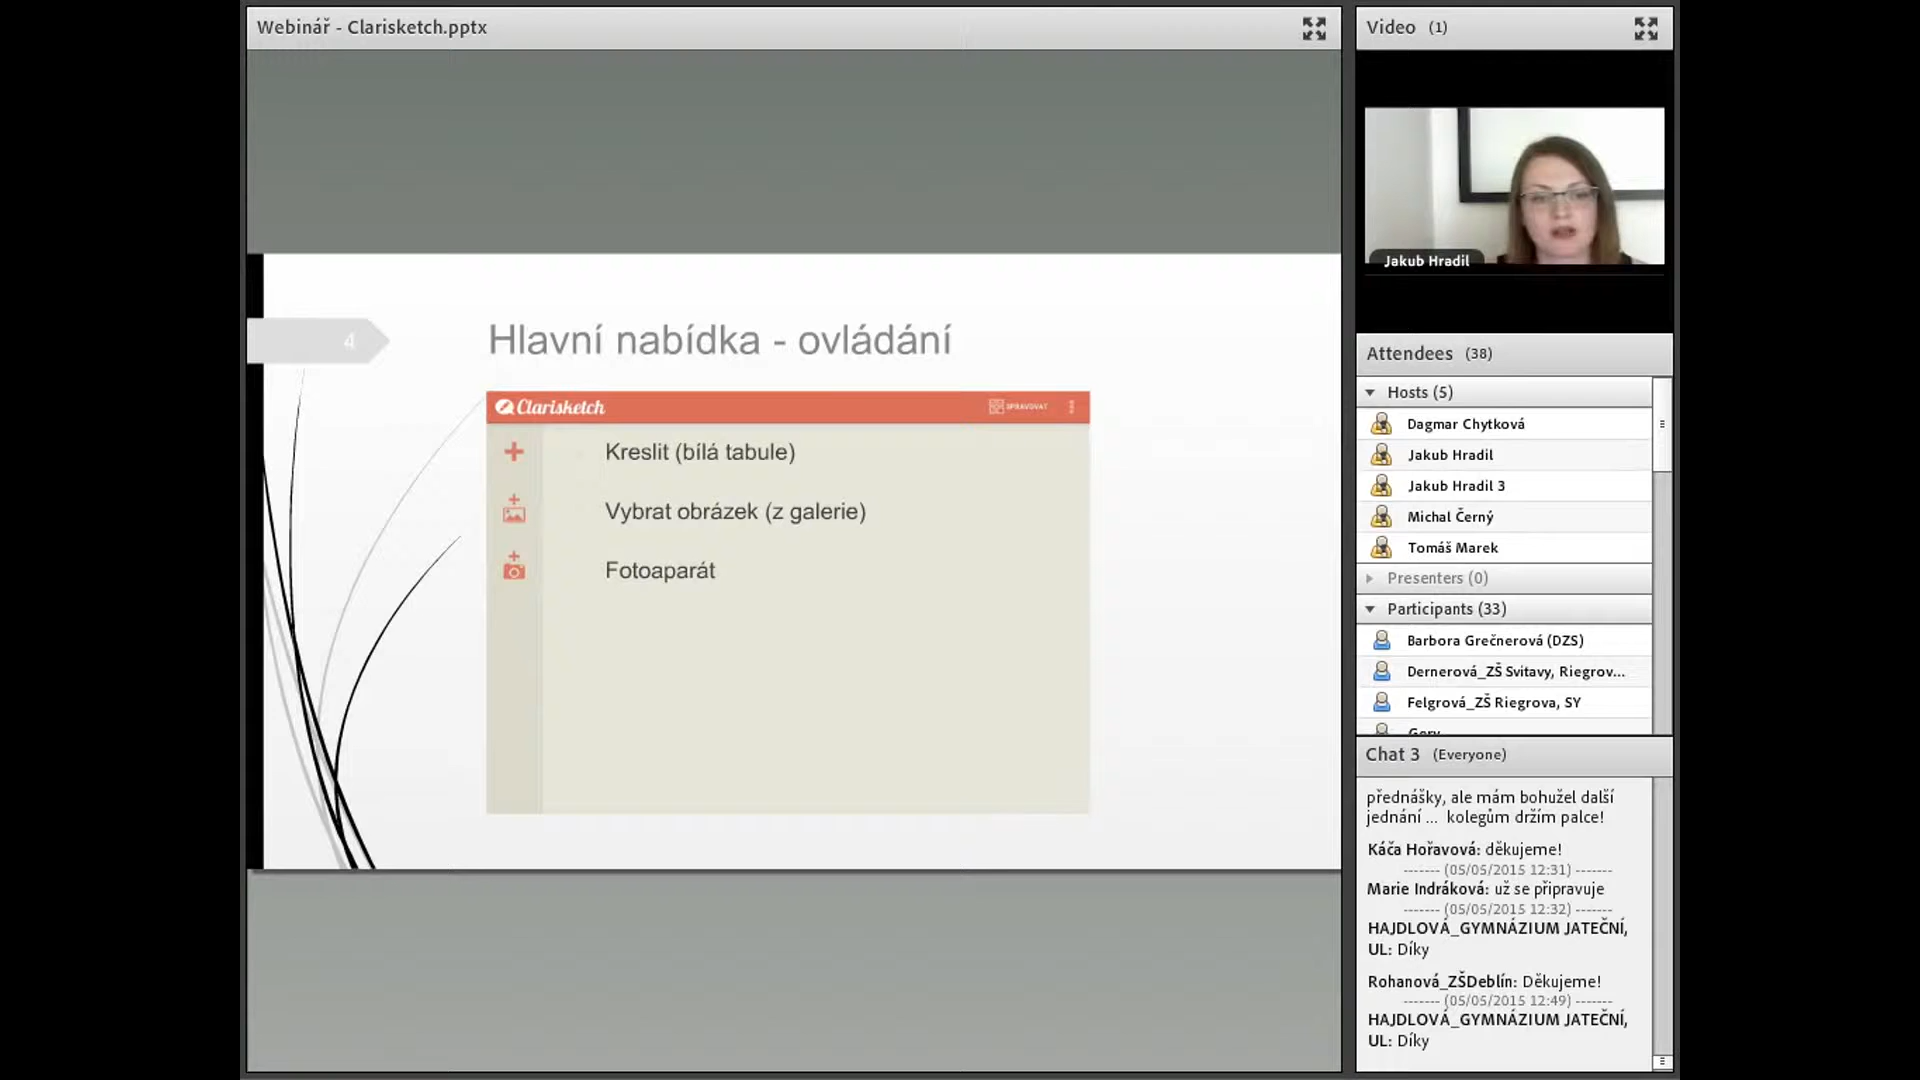 Webinář - Clarisketch.pptx
4
Hlavní nabídka - ovládání
Clarisketch
SPRAVOVAT
Kreslit (bílá tabule)
Vybrat obrázek (z galerie)
Fotoaparát
Video (1)
Jakub Hradil
Attendees (38)
Hosts (5)
Dagmar Chytková
Jakub Hradil
Jakub Hradil 3
Michal Černý
Tomáš Marek
Presenters (0)
Participants (33)
Barbora Grečnerová (DZS)
Dernerová_ZŠ Svitavy, Riegrov...
Felgrová_ZŠ Riegrova, SY
Chat 3 (Everyone)
přednášky, ale mám bohužel další
jednání ... kolegům držím palce!
Káča Hořavová: děkujeme!
------- (05/05/2015 12:31) -------
Marie Indráková: už se připravuje
------- (05/05/2015 12:32) -------
HAJDLOVÁ_GYMNÁZIUM JATEČNÍ,
UL: Díky
Rohanová_ZŠDeblín: Děkujeme!
------- (05/05/2015 12:49) -------
HAJDLOVÁ_GYMNÁZIUM JATEČNÍ,
UL: Díky